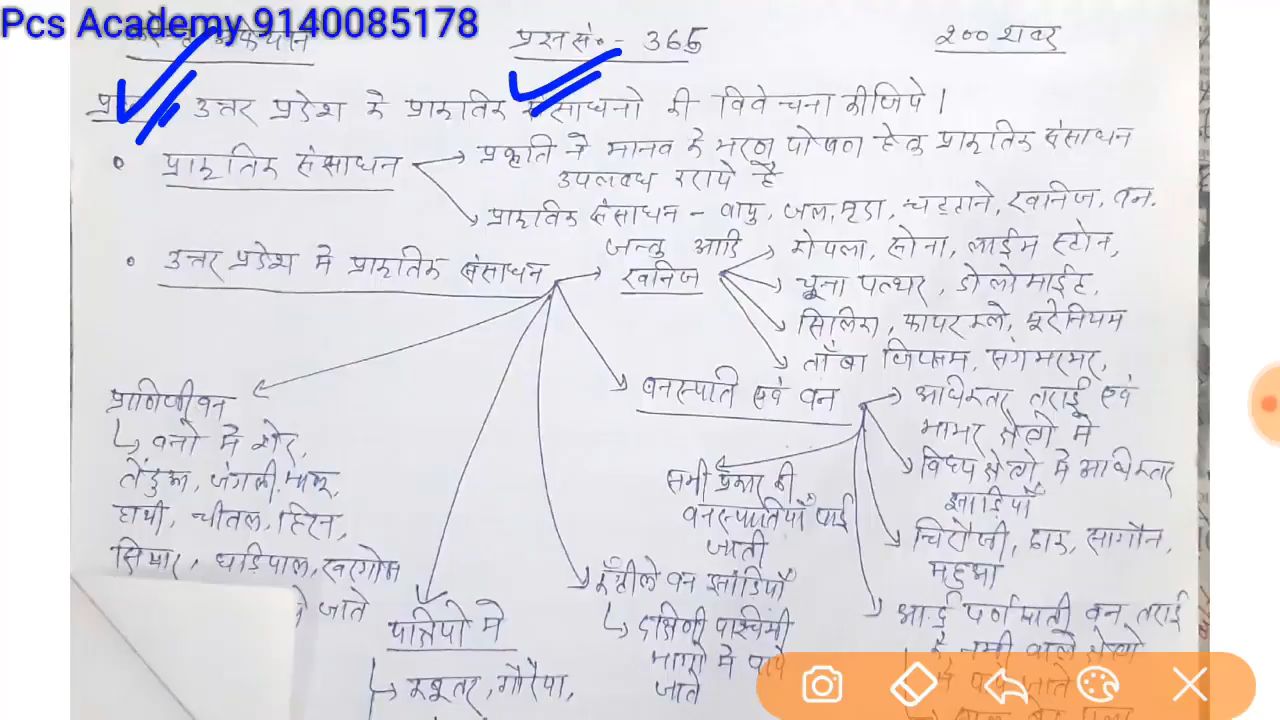 Pcs Academy 9140085178
प्रश्न सं०- 365
२०० शब्द
उत्तर प्रदेश के प्राकृतिक संसाधनो की विवेचना कीजिये।
• प्राकृतिक संसाधन → प्रकृति ने मानव के भरण पोषण हेतु प्राकृतिक संसाधन
उपलब्ध कराये है
प्राकृतिक संसाधन - वायु, जल, मृदा, चट्टाने, खनिज, वन,
जन्तु आदि
• उत्तर प्रदेश मे प्राकृतिक संसाधन
खनिज
कोयला, सोना, लाईम स्टोन,
चूना पत्थर, डोलोमाईट,
सिलिका, फायर क्ले, यूरेनियम
ताँबा जिप्सम, संगमरमर,
वनस्पति एवं वन
अधिकतर तराई एवं
भाभर क्षेत्रो मे
विंध्य क्षेत्रो मे अधिकतर
झाड़ियाँ
चिरौंजी, ढाक, सागौन,
महुआ
आर्द्र पर्णपाती वन तराई
के नमी वाले क्षेत्रो
मे पाये जाते
सभी प्रकार की
वनस्पतियाँ पाई
जाती
कँटीले वन झाड़ियाँ
दक्षिणी पश्चिमी
भागो मे पाये
जाते
पक्षियो मे
कबूतर, गौरैया,
प्राणिजीवन
वनो मे शेर,
तेंदुआ, जंगली भालू,
हाथी, चीतल, हिरन,
सियार, घड़ियाल, खरगोश
जाते